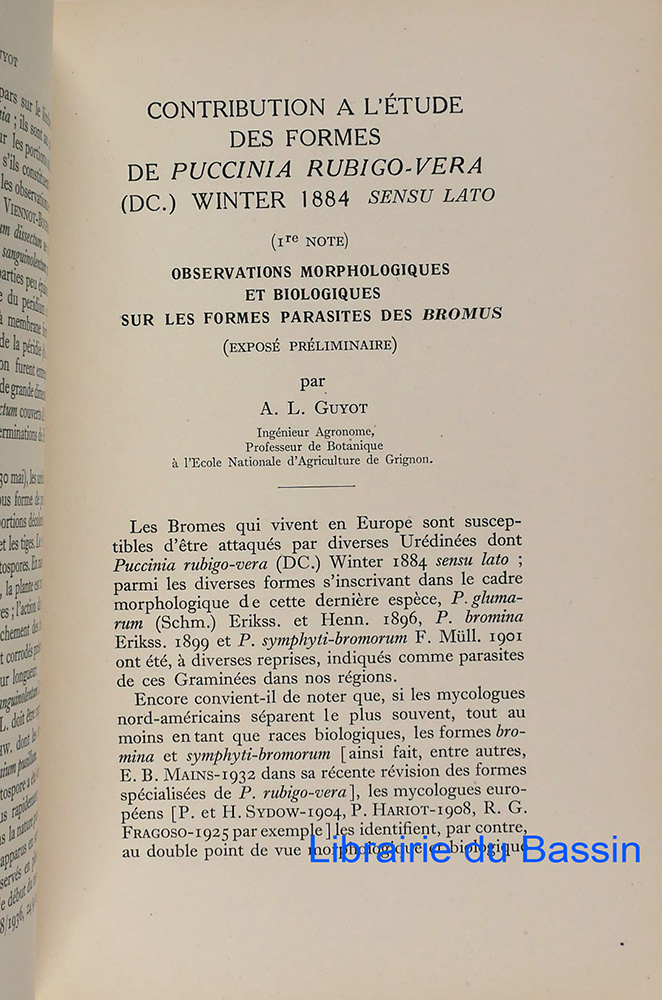 CONTRIBUTION A L'ÉTUDE
DES FORMES
DE PUCCINIA RUBIGO-VERA
(DC.) WINTER 1884 SENSU LATO
(1re NOTE)
OBSERVATIONS MORPHOLOGIQUES
ET BIOLOGIQUES
SUR LES FORMES PARASITES DES BROMUS
(EXPOSÉ PRÉLIMINAIRE)
par
A. L. GUYOT
Ingénieur Agronome,
Professeur de Botanique
à l'Ecole Nationale d'Agriculture de Grignon.
Les Bromes qui vivent en Europe sont suscep-
tibles d'être attaqués par diverses Urédinées dont
Puccinia rubigo-vera (DC.) Winter 1884 sensu lato ;
parmi les diverses formes s'inscrivant dans le cadre
morphologique de cette dernière espèce, P. gluma-
rum (Schm.) Erikss. et Henn. 1896, P. bromina
Erikss. 1899 et P. symphyti-bromorum F. Müll. 1901
ont été, à diverses reprises, indiqués comme parasites
de ces Graminées dans nos régions.
Encore convient-il de noter que, si les mycologues
nord-américains séparent le plus souvent, tout au
moins en tant que races biologiques, les formes bro-
mina et symphyti-bromorum [ainsi fait, entre autres,
E. B. MAINS-1932 dans sa récente révision des formes
spécialisées de P. rubigo-vera], les mycologues euro-
péens [P. et H. SYDOW-1904, P. HARIOT-1908, R. G.
FRAGOSO-1925 par exemple] les identifient, par contre,
au double point de vue morphologique et biologique
Librairie du Bassin